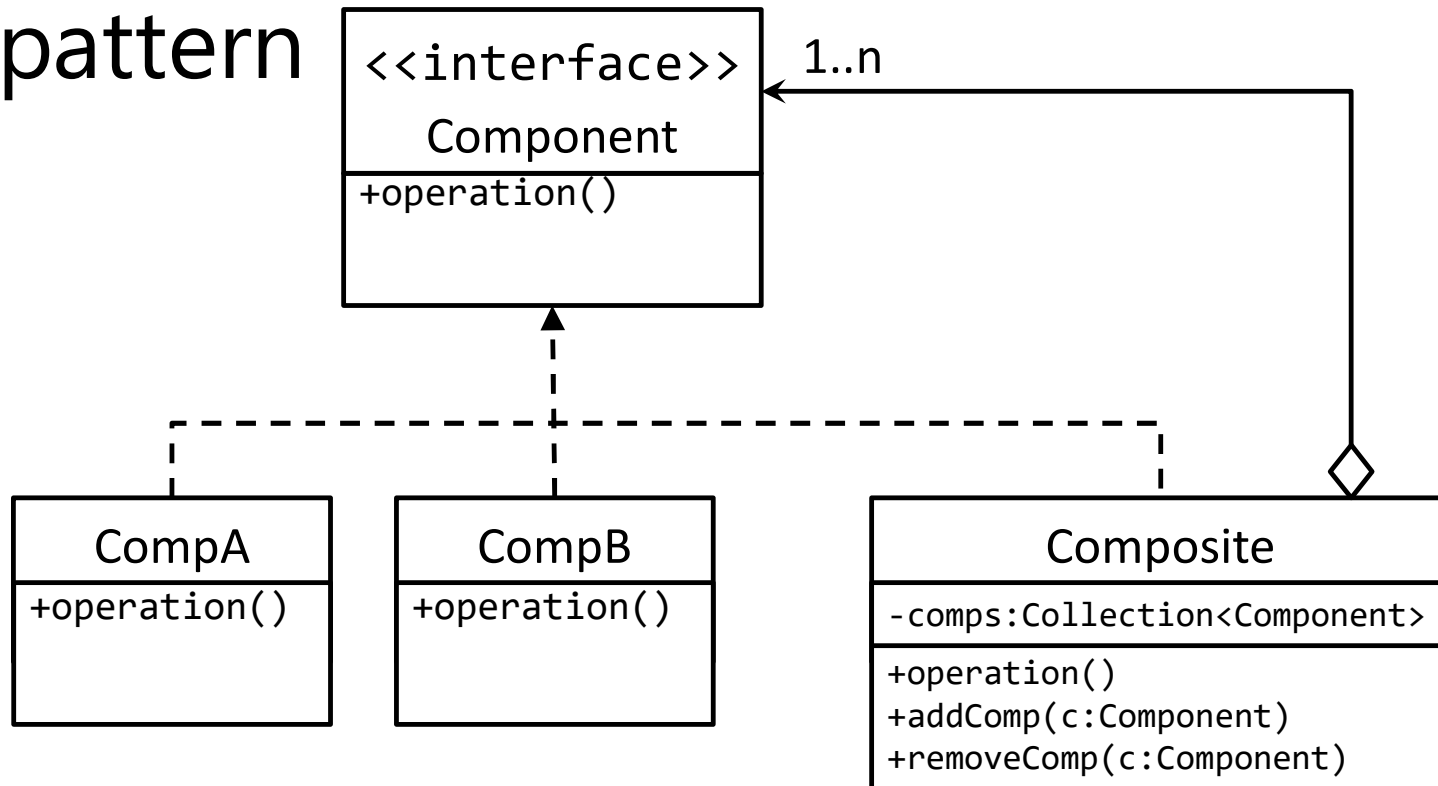 pattern
<<interface>>
Component
+operation()
1..n
CompA
+operation()
CompB
+operation()
Composite
-comps:Collection<Component>
+operation()
+addComp(c:Component)
+removeComp(c:Component)